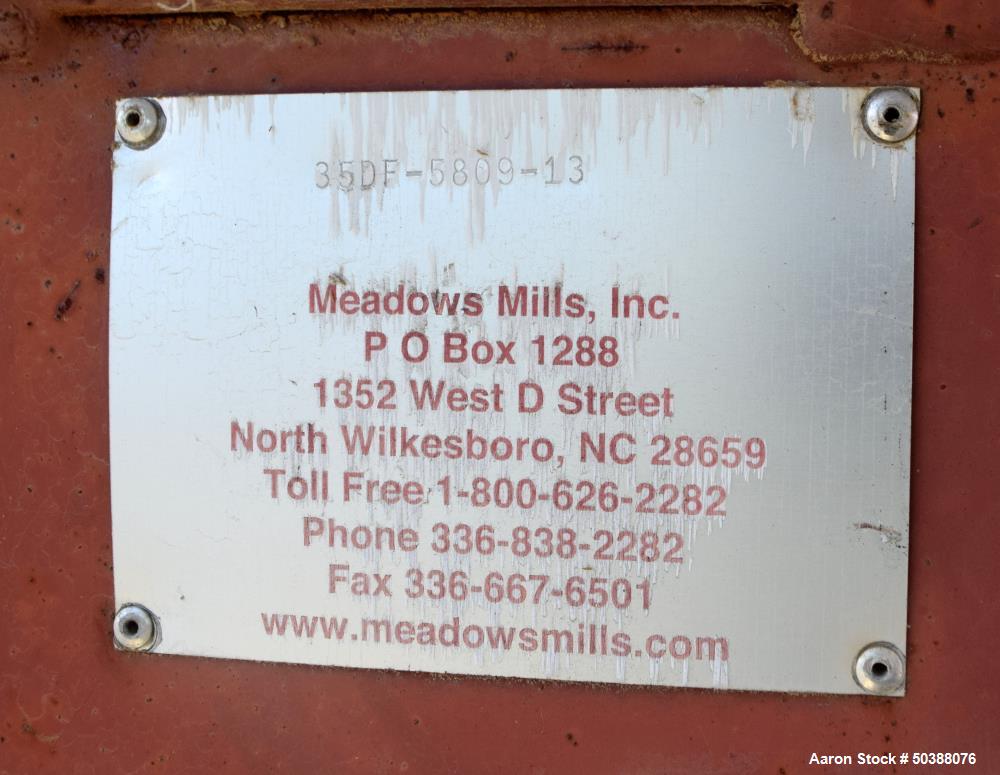 35DF-5809-13
Meadows Mills, Inc.
P O Box 1288
1352 West D Street
North Wilkesboro, NC 28659
Toll Free 1-800-626-2282
Phone 336-838-2282
Fax 336-667-6501
www.meadowsmills.com
Aaron Stock # 50388076